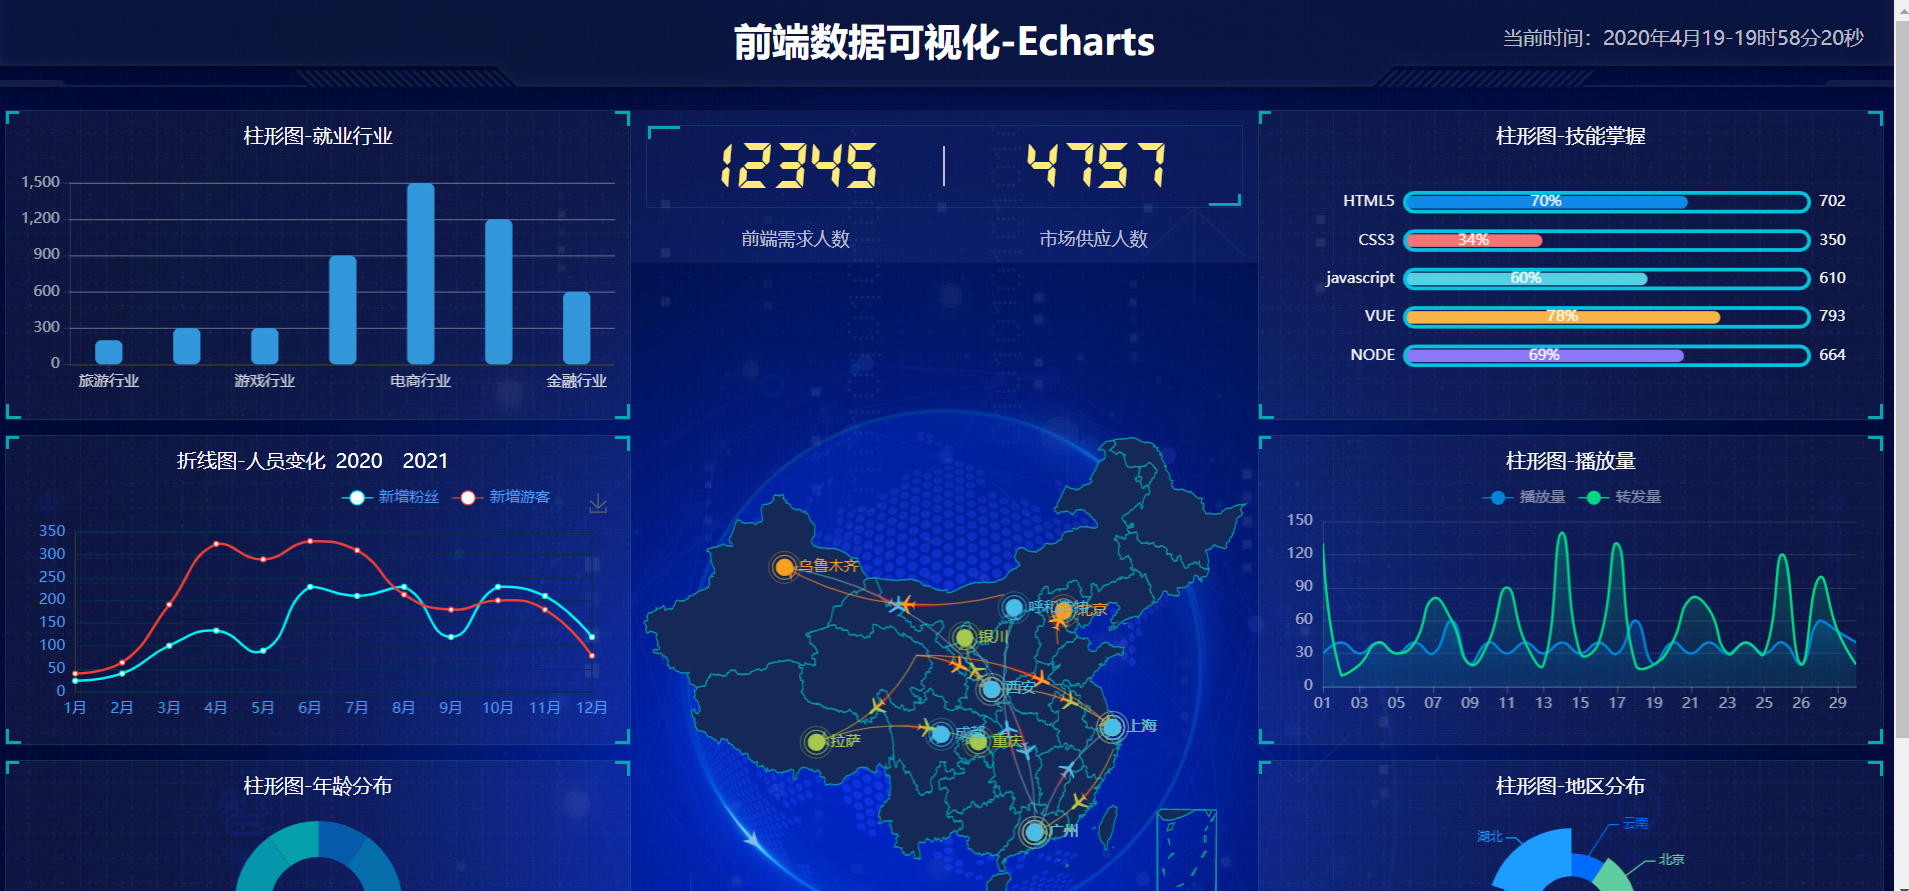 前端数据可视化-Echarts
当前时间：2020年4月19-19时58分20秒
柱形图-就业行业
1,500
1,200
900
600
300
0
旅游行业 游戏行业 电商行业 金融行业
折线图-人员变化 2020 2021
新增粉丝 新增游客
350
300
250
200
150
100
50
0
1月 2月 3月 4月 5月 6月 7月 8月 9月 10月 11月 12月
柱形图-年龄分布
12345 4757
前端需求人数 市场供应人数
乌鲁木齐
北京
银川
西安
上海
拉萨
成都
重庆
广州
柱形图-技能掌握
HTML5 70% 702
CSS3 34% 350
javascript 60% 610
VUE 78% 793
NODE 69% 664
柱形图-播放量
播放量 转发量
150
120
90
60
30
0
01 03 05 07 09 11 13 15 17 19 21 23 25 27 29
柱形图-地区分布
云南
湖北
北京